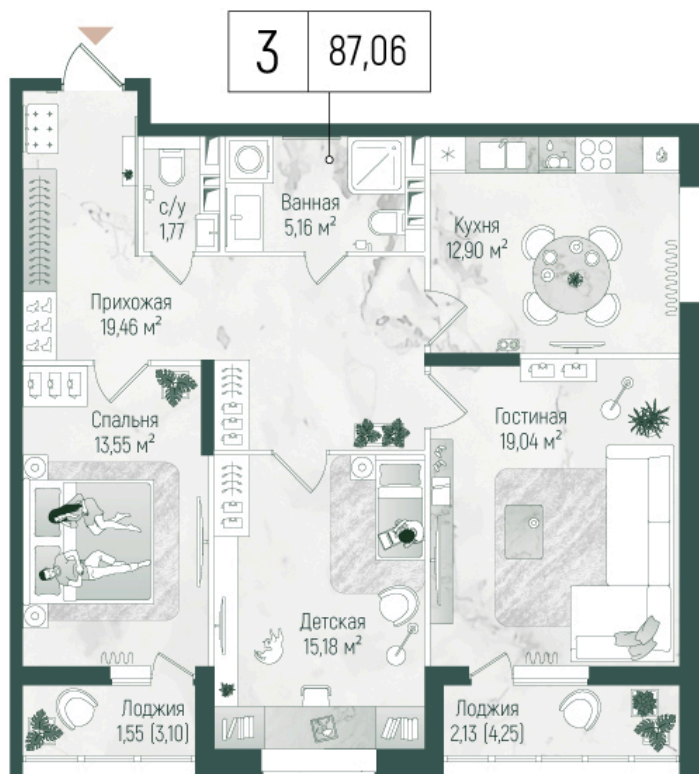 3
87,06
с/у
1,77
Ванная
5,16 м²
Кухня
12,90 м²
Прихожая
19,46 м²
Спальня
13,55 м²
Гостиная
19,04 м²
Детская
15,18 м²
Лоджия
1,55 (3,10)
Лоджия
2,13 (4,25)